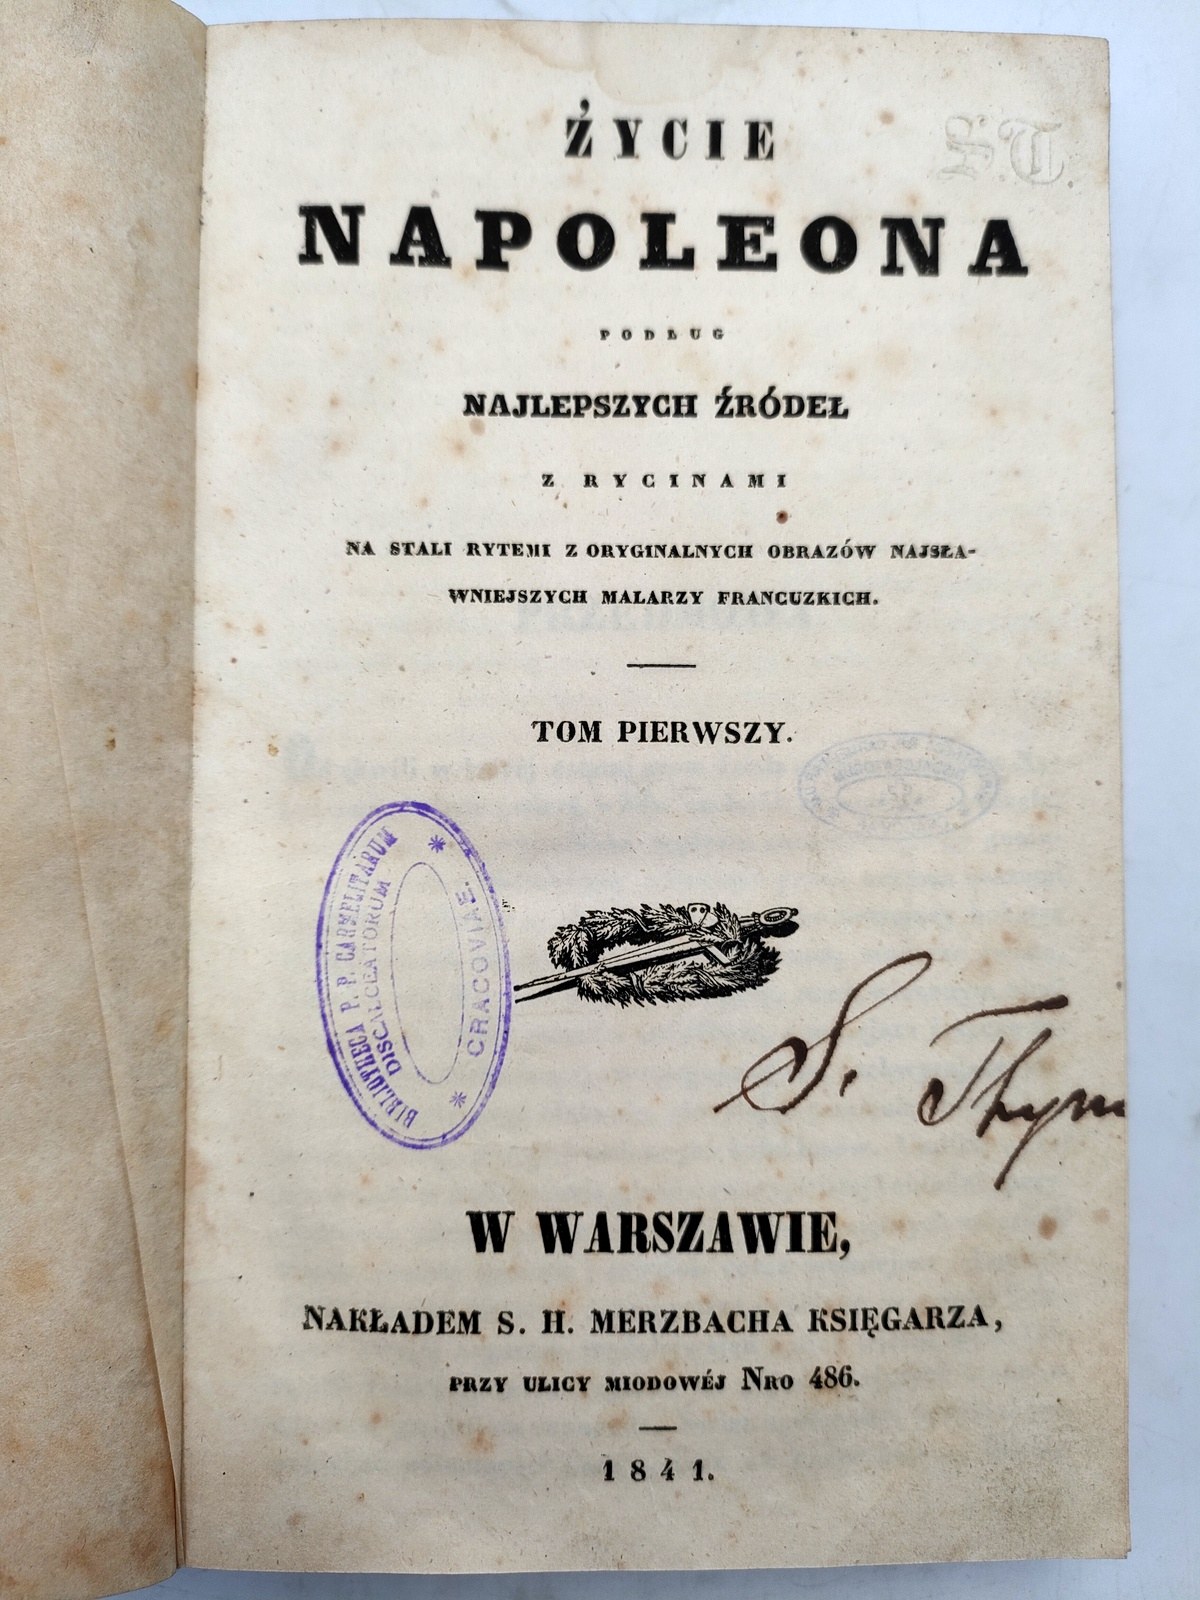 ŻYCIE
NAPOLEONA
PODŁUG
NAJLEPSZYCH ŹRÓDEŁ
Z RYCINAMI
NA STALI RYTEMI Z ORYGINALNYCH OBRAZÓW NAJSŁA-
WNIEJSZYCH MALARZY FRANCUZKICH.
TOM PIERWSZY.
BIBLIOTHECA P. P. CARMELITARUM
DISCALCEATORUM
* CRACOVIAE. *
S. Thym
W WARSZAWIE,
NAKŁADEM S. H. MERZBACHA KSIĘGARZA,
PRZY ULICY MIODOWÉJ NRO 486.
1841.